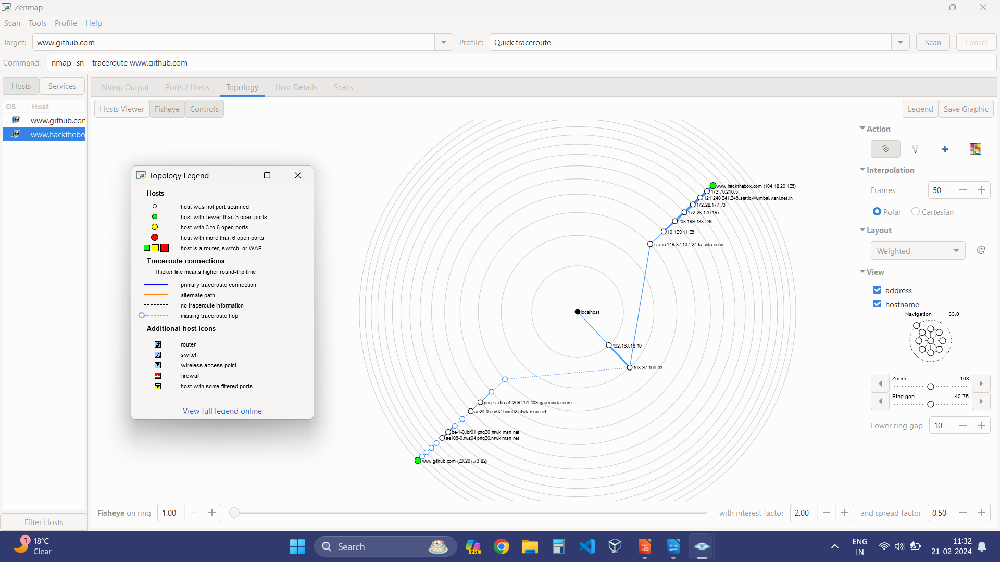 Zenmap
Scan Tools Profile Help
Target: www.github.com Profile: Quick traceroute Scan Cancel
Command: nmap -sn --traceroute www.github.com
Hosts Services
Nmap Output Ports / Hosts Topology Host Details Scans
OS Host
www.github.cor
www.hackthebo
Hosts Viewer Fisheye Controls Legend Save Graphic
Topology Legend
Hosts
host was not port scanned
host with fewer than 3 open ports
host with 3 to 6 open ports
host with more than 6 open ports
host is a router, switch, or WAP
Traceroute connections
Thicker line means higher round-trip time
primary traceroute connection
alternate path
no traceroute information
missing traceroute hop
Additional host icons
router
switch
wireless access point
firewall
host with some filtered ports
View full legend online
www.hackthebox.com (104.18.20.126)
172.70.216.5
121.240.241.246.static-Mumbai.vsnl.net.in
172.28.177.73
172.28.176.197
203.199.133.245
10.129.11.26
static-149.37.107.27-tataidc.co.in
localhost
192.168.16.10
103.97.166.33
pnq-static-51.209.251.103-gazonindia.com
ae26-0.ear02.bom02.ntwk.msn.net
be-1-0.ibr01.pnq20.ntwk.msn.net
ae106-0.rwa04.pnq20.ntwk.msn.net
www.github.com (20.207.73.82)
Action
Interpolation
Frames 50
Polar Cartesian
Layout
Weighted
View
address
hostname
Navigation 133.0
Zoom 108
Ring gap 40.75
Lower ring gap 10
Fisheye on ring 1.00 with interest factor 2.00 and spread factor 0.50
Filter Hosts
1
18°C
Clear
Search
PRE
ENG
IN
11:32
21-02-2024